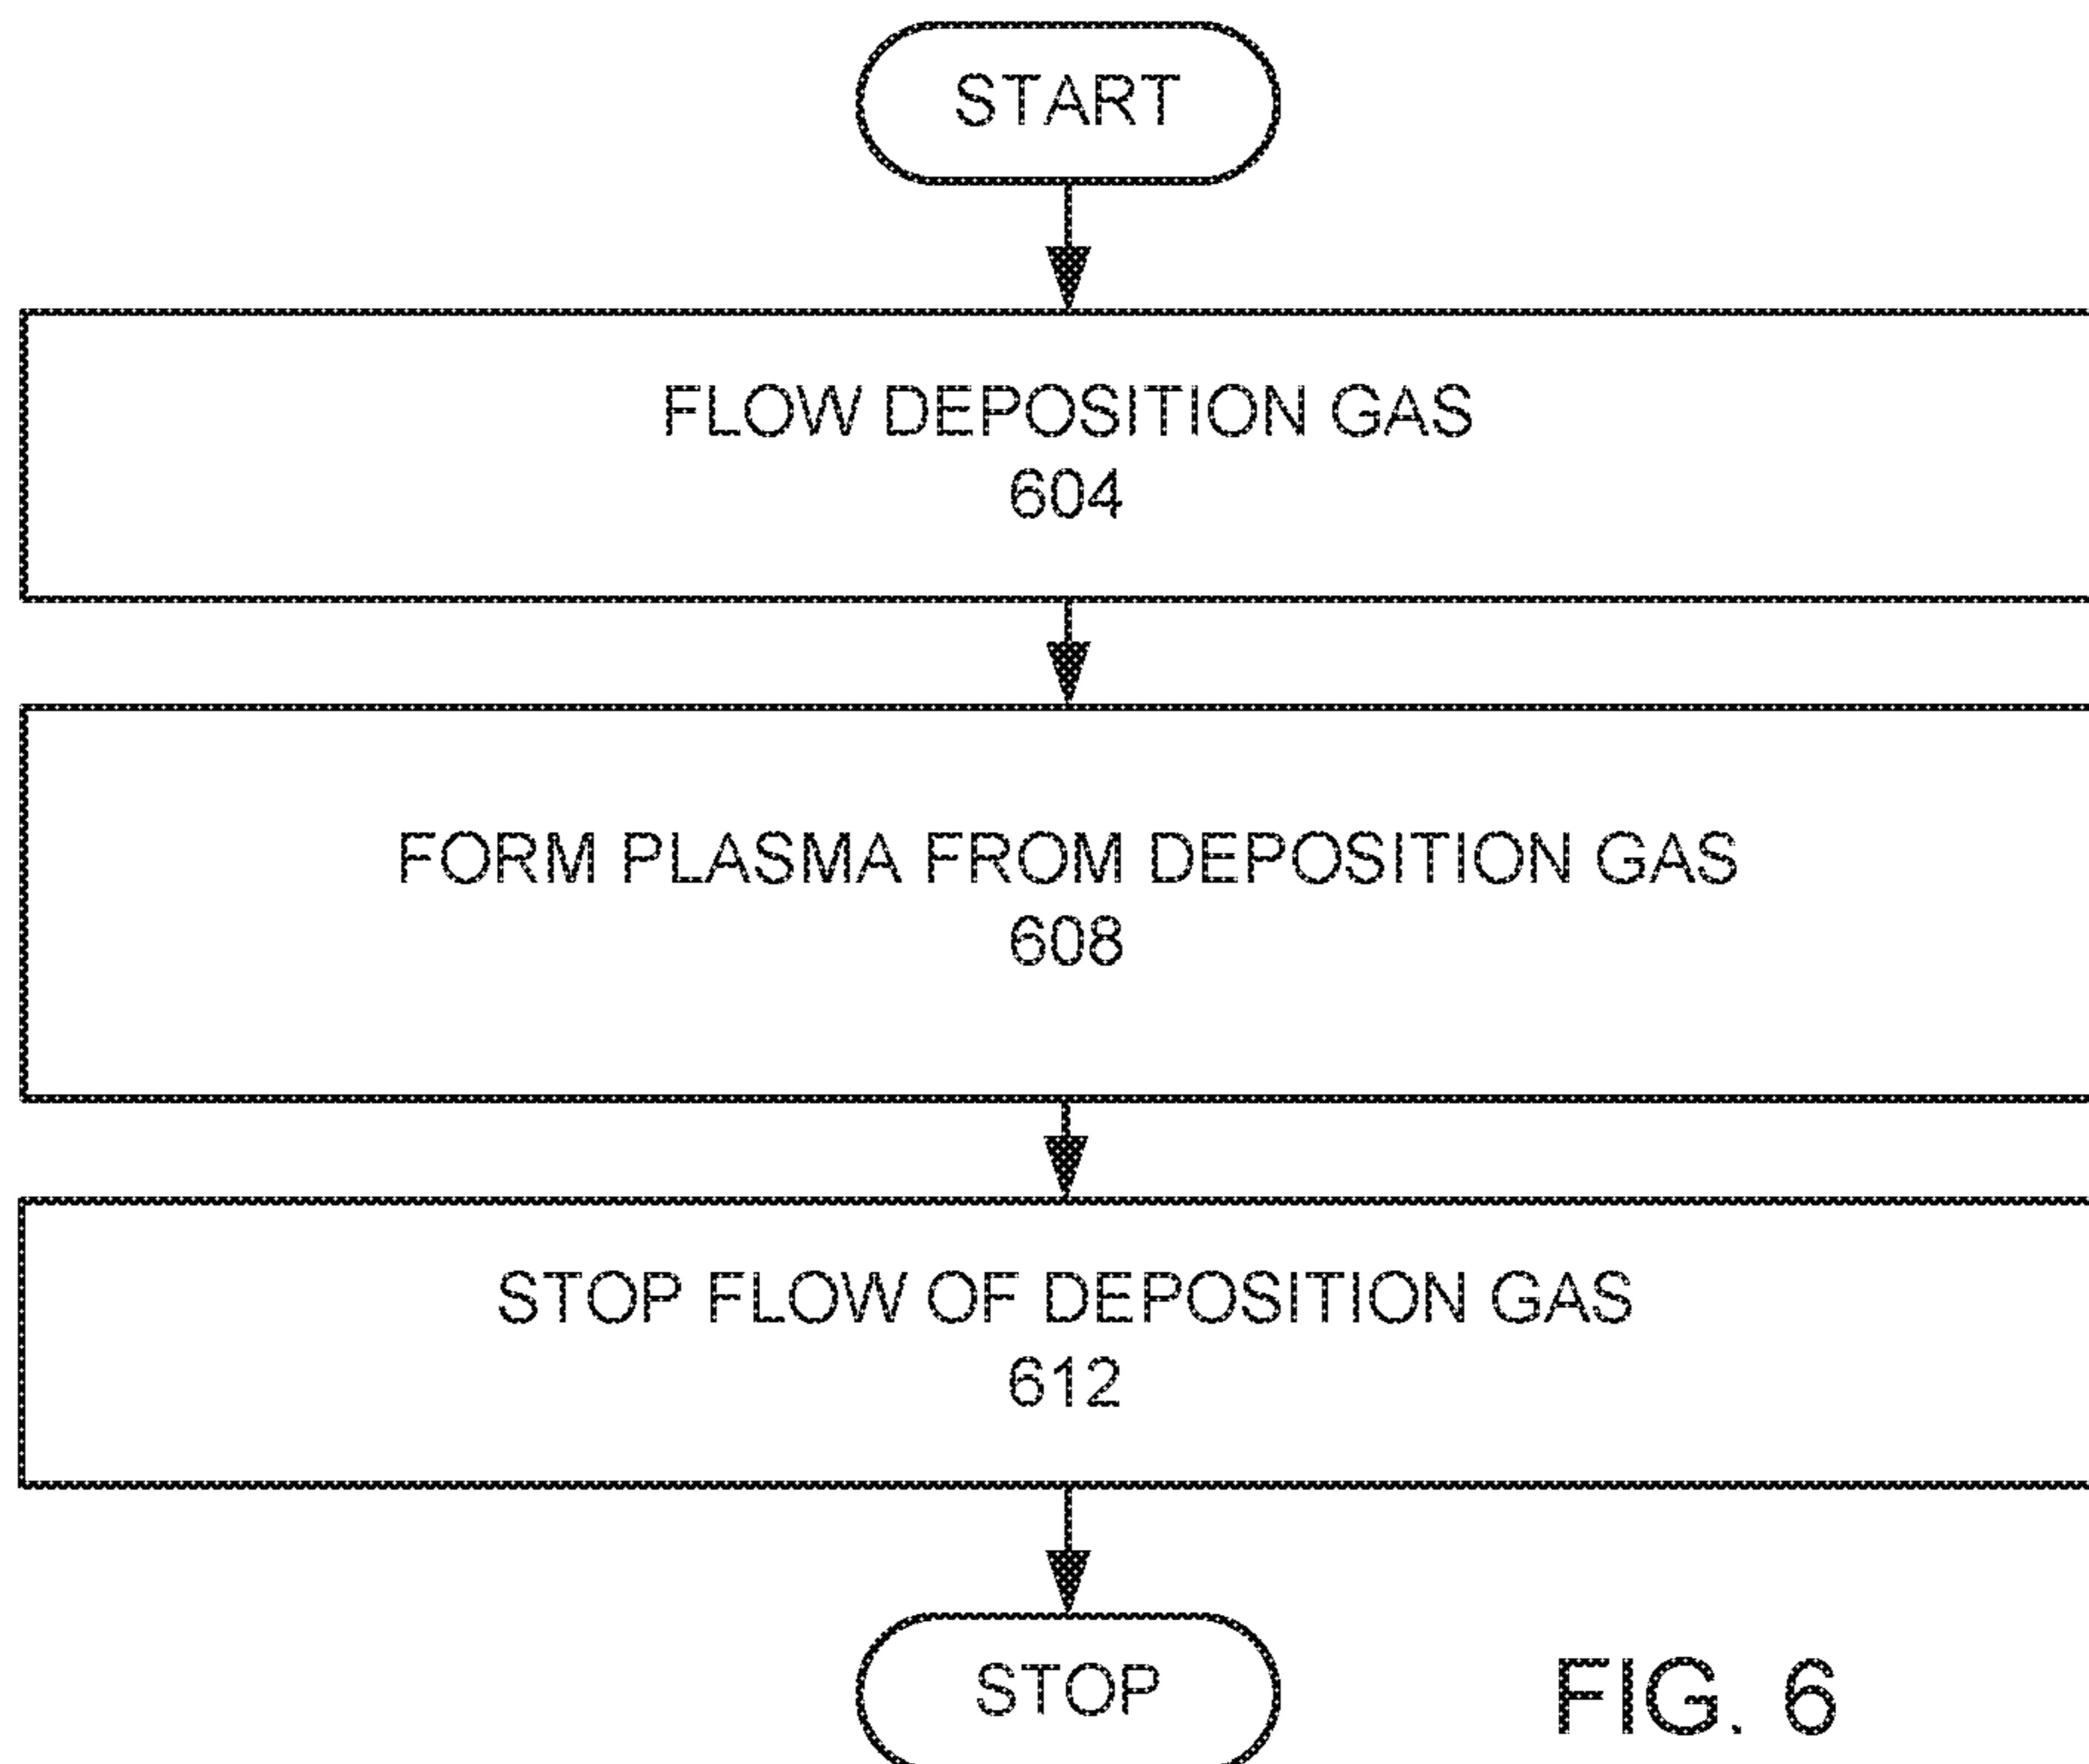 START
FLOW DEPOSITION GAS
604
FORM PLASMA FROM DEPOSITION GAS
608
STOP FLOW OF DEPOSITION GAS
612
STOP
FIG. 6